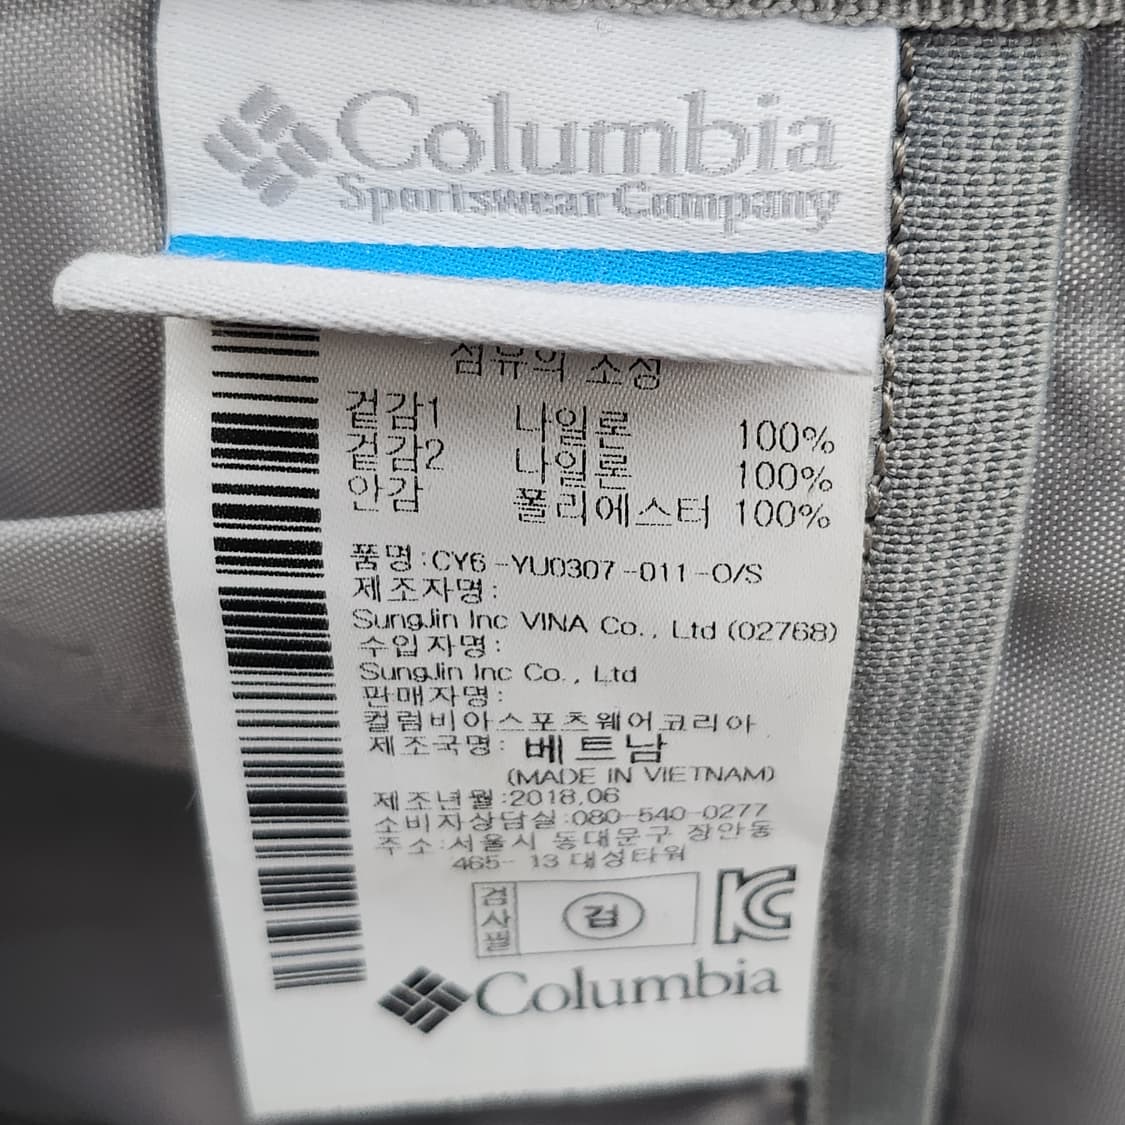 Columbia
Sportswear Company
섬유의 조성
겉감1 나일론 100%
겉감2 나일론 100%
안감 폴리에스터 100%
품명:CY6-YU0307-011-O/S
제조자명:
SungJin Inc VINA Co., Ltd (02768)
수입자명:
SungJin Inc Co., Ltd
판매자명:
컬럼비아스포츠웨어코리아
제조국명: 베트남
(MADE IN VIETNAM)
제조년월:2018.06
소비자상담실:080-540-0277
주소:서울시 동대문구 장안동
465-13 대성타워
검사필 검
KC
Columbia